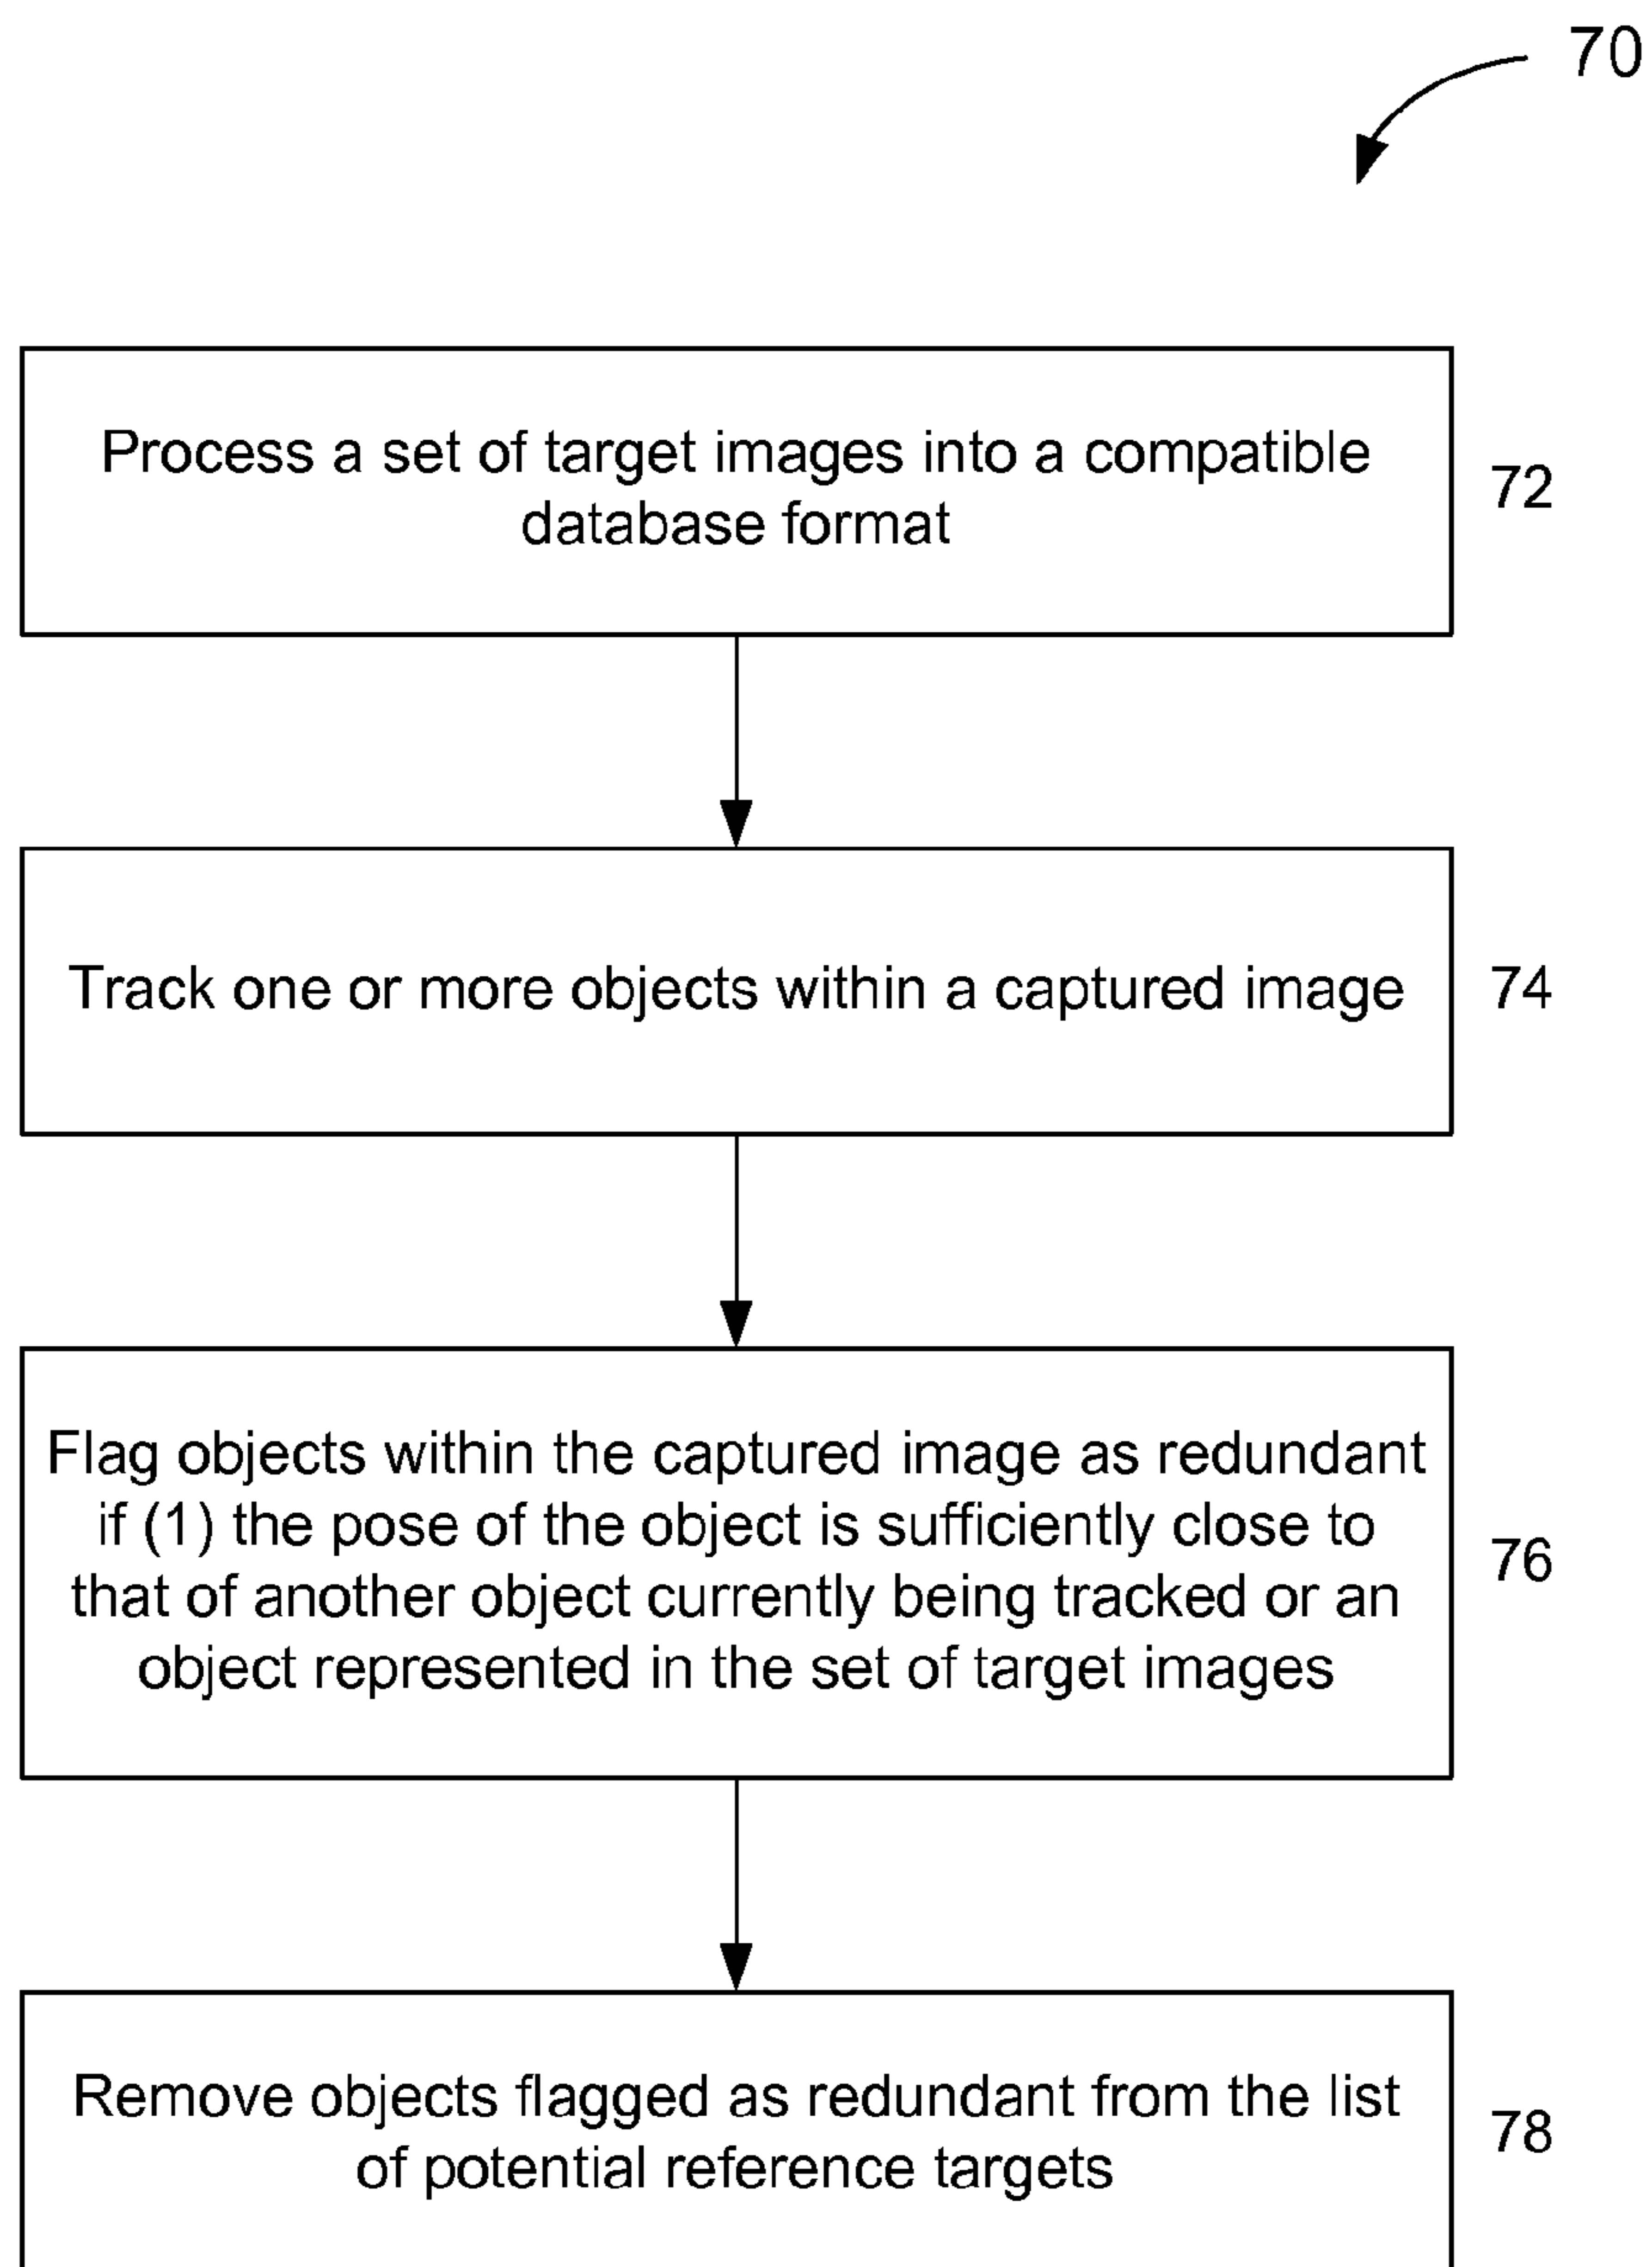 70
Process a set of target images into a compatible
database format
72
Track one or more objects within a captured image
74
Flag objects within the captured image as redundant
if (1) the pose of the object is sufficiently close to
that of another object currently being tracked or an
object represented in the set of target images
76
Remove objects flagged as redundant from the list
of potential reference targets
78